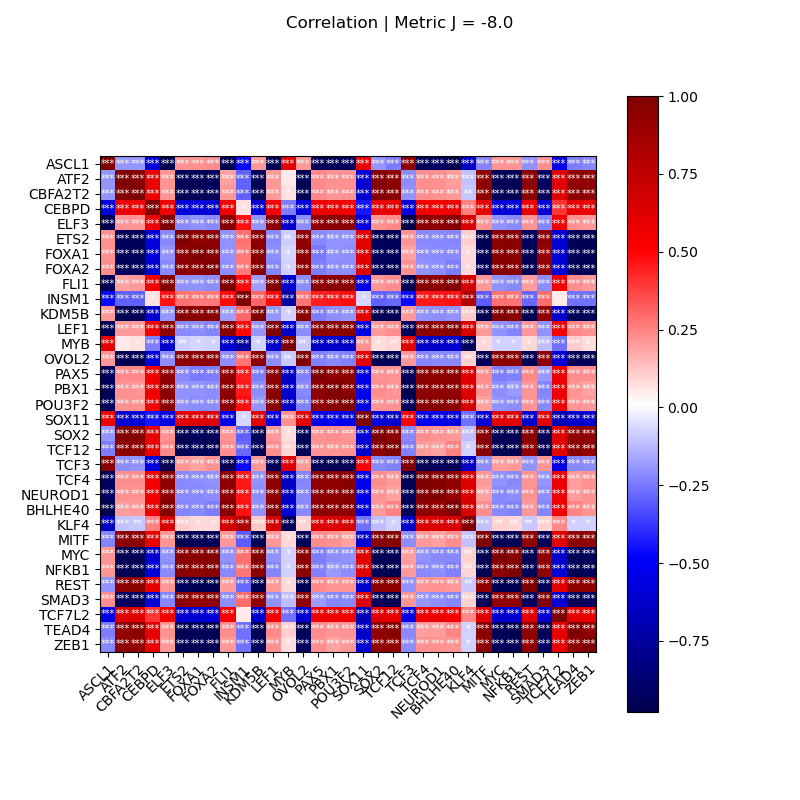 Correlation | Metric J = -8.0
ASCL1
ATF2
CBFA2T2
CEBPD
ELF3
ETS2
FOXA1
FOXA2
FLI1
INSM1
KDM5B
LEF1
MYB
OVOL2
PAX5
PBX1
POU3F2
SOX11
SOX2
TCF12
TCF3
TCF4
NEUROD1
BHLHE40
KLF4
MITF
MYC
NFKB1
REST
SMAD3
TCF7L2
TEAD4
ZEB1
ASCL1
ATF2
CBFA2T2
CEBPD
ELF3
ETS2
FOXA1
FOXA2
FLI1
INSM1
KDM5B
LEF1
MYB
OVOL2
PAX5
PBX1
POU3F2
SOX11
SOX2
TCF12
TCF3
TCF4
NEUROD1
BHLHE40
KLF4
MITF
MYC
NFKB1
REST
SMAD3
TCF7L2
TEAD4
ZEB1
1.00
0.75
0.50
0.25
0.00
−0.25
−0.50
−0.75